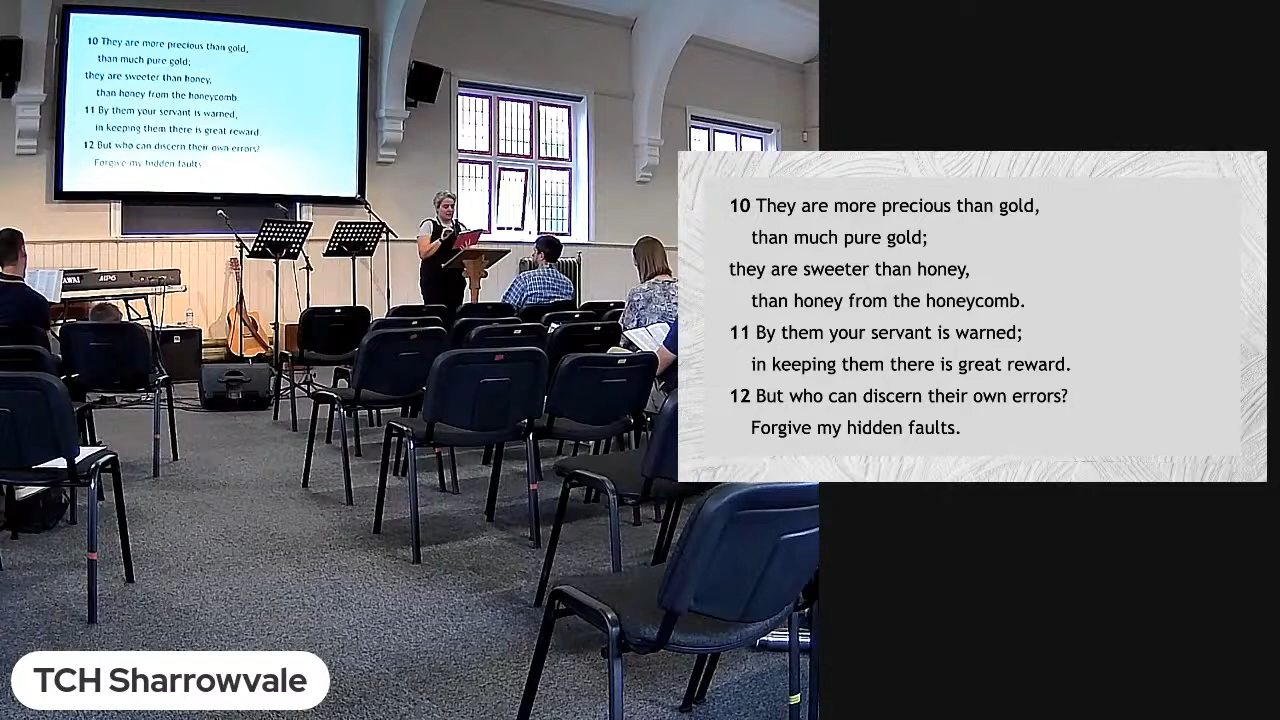 10 They are more precious than gold,
than much pure gold;
they are sweeter than honey,
than honey from the honeycomb.
11 By them your servant is warned,
in keeping them there is great reward.
12 But who can discern their own errors?
Forgive my hidden faults
KAWAI MP6
10 They are more precious than gold,
than much pure gold;
they are sweeter than honey,
than honey from the honeycomb.
11 By them your servant is warned;
in keeping them there is great reward.
12 But who can discern their own errors?
Forgive my hidden faults.
TCH Sharrowvale